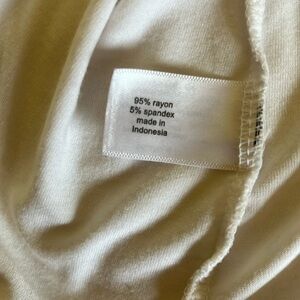 95% rayon
5% spandex
made in
Indonesia